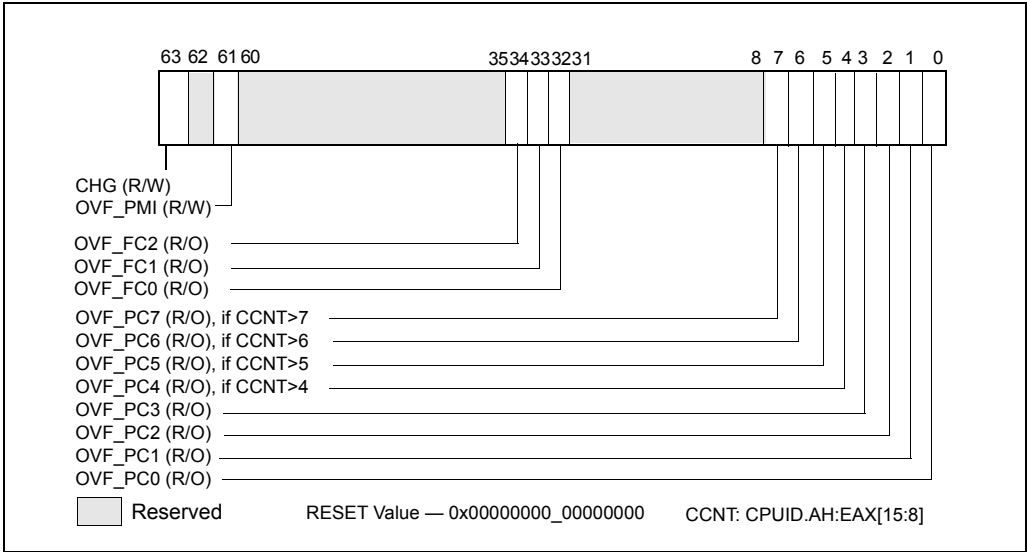 63 62 61 60 35 34 33 32 31 8 7 6 5 4 3 2 1 0
CHG (R/W)
OVF_PMI (R/W)
OVF_FC2 (R/O)
OVF_FC1 (R/O)
OVF_FC0 (R/O)
OVF_PC7 (R/O), if CCNT>7
OVF_PC6 (R/O), if CCNT>6
OVF_PC5 (R/O), if CCNT>5
OVF_PC4 (R/O), if CCNT>4
OVF_PC3 (R/O)
OVF_PC2 (R/O)
OVF_PC1 (R/O)
OVF_PC0 (R/O)
Reserved RESET Value — 0x00000000_00000000 CCNT: CPUID.AH:EAX[15:8]